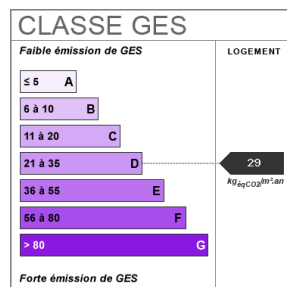 CLASSE GES
Faible émission de GES
LOGEMENT
≤ 5 A
6 à 10 B
11 à 20 C
21 à 35 D
29
kgéqCO2/m².an
36 à 55 E
56 à 80 F
> 80 G
Forte émission de GES